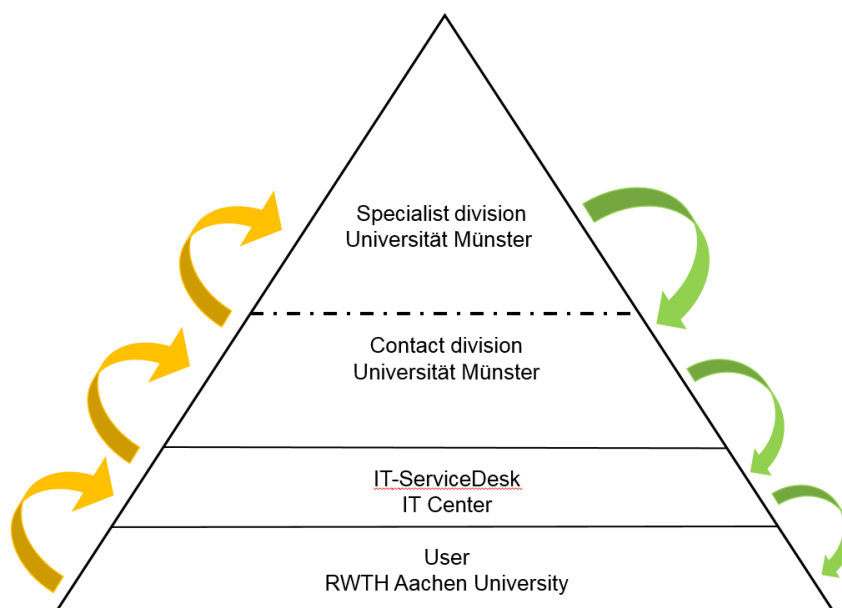 Specialist division
Universität Münster
Contact division
Universität Münster
IT-ServiceDesk
IT Center
User
RWTH Aachen University